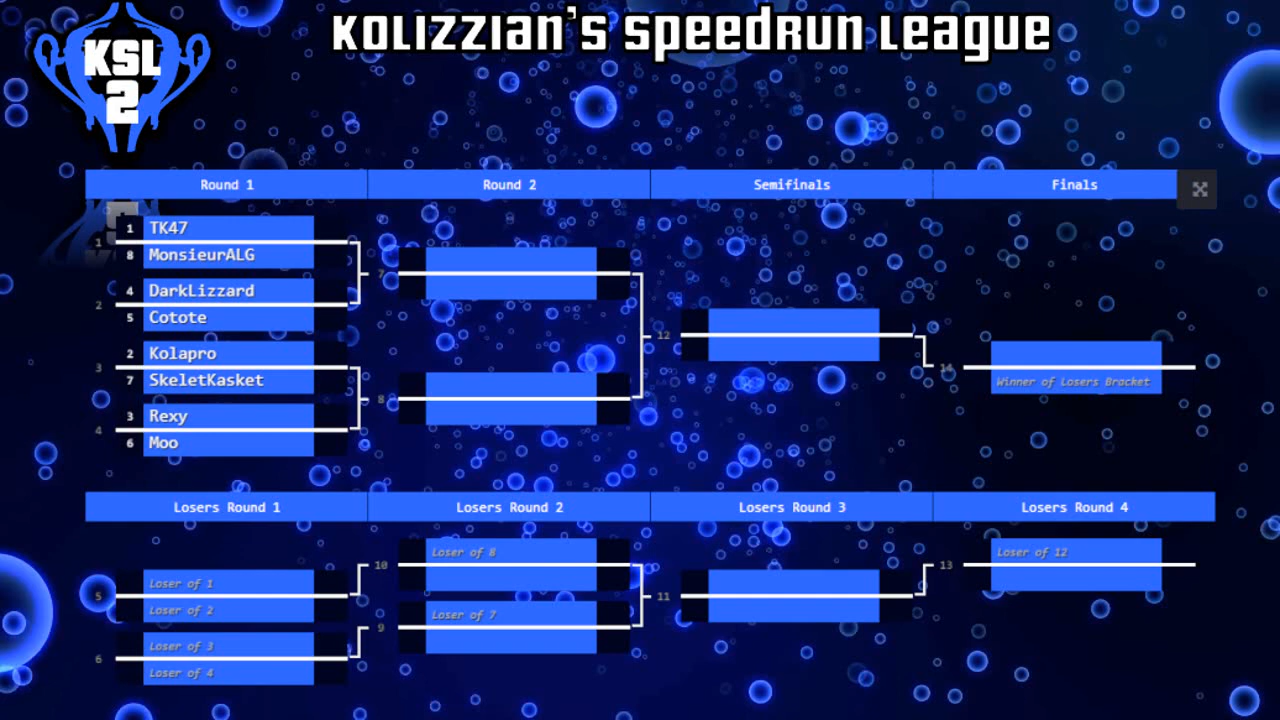 KOLIZZIAN'S SPEEDRUN LEAGUE
KSL
2
Round 1
Round 2
Semifinals
Finals
1 TK47
1
8 MonsieurALG
4 DarkLizzard
2
5 Cotote
2 Kolapro
3
7 SkeletKasket
3 Rexy
4
6 Moo
7
8
12
14
Winner of Losers Bracket
Losers Round 1
Losers Round 2
Losers Round 3
Losers Round 4
Loser of 1
5
Loser of 2
Loser of 3
6
Loser of 4
Loser of 8
10
Loser of 7
9
11
Loser of 12
13